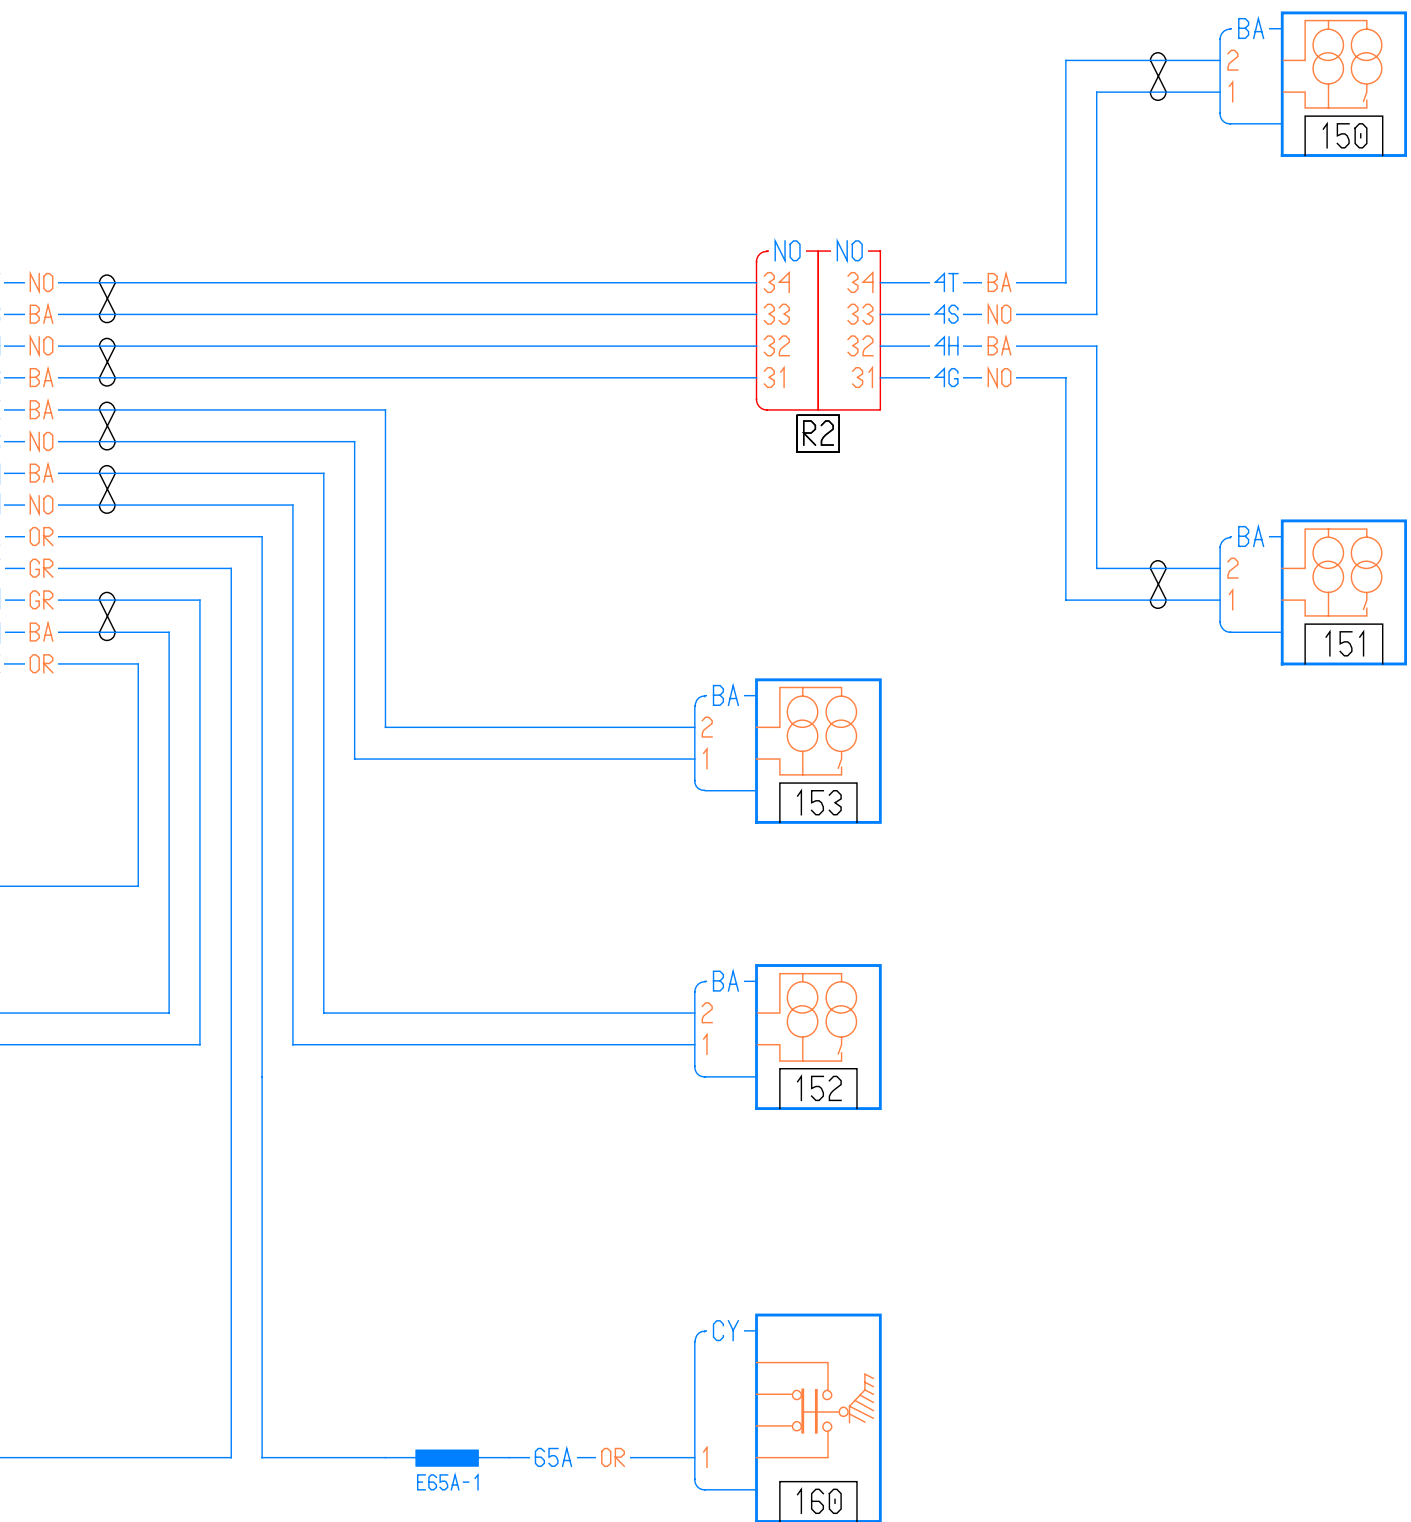 BA
2
1
150
NO NO
NO 34 34 4T BA
BA 33 33 4S NO
NO 32 32 4H BA
BA 31 31 4G NO
BA
R2
NO
BA
NO
OR BA
GR 2
GR 1
BA
151
OR
BA
2
1
153
BA
2
1
152
CY
65A OR 1
E65A-1
160